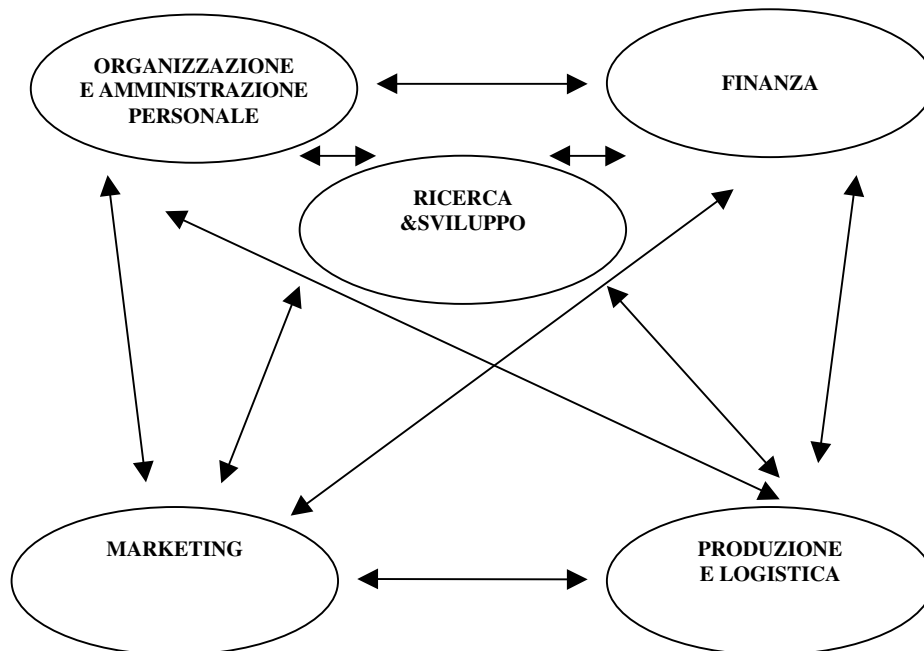 ORGANIZZAZIONE
E AMMINISTRAZIONE
PERSONALE
FINANZA
RICERCA
&SVILUPPO
MARKETING
PRODUZIONE
E LOGISTICA